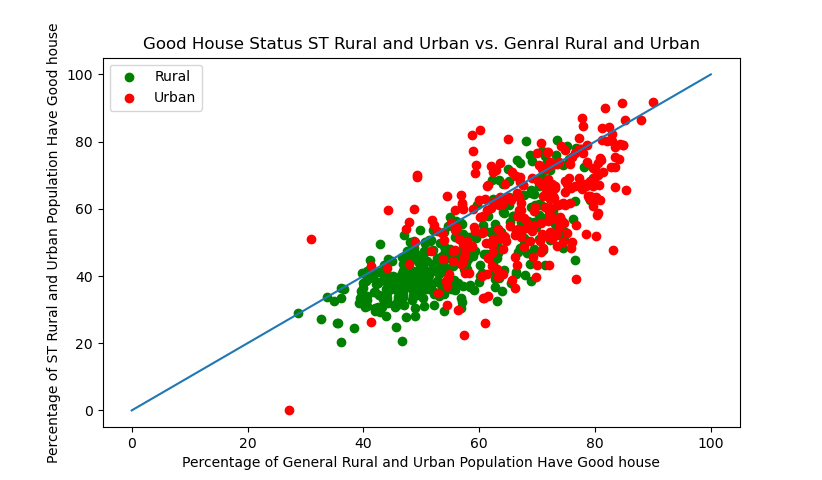 Good House Status ST Rural and Urban vs. Genral Rural and Urban
Percentage of ST Rural and Urban Population Have Good house
100
80
60
40
20
0
Rural
Urban
0 20 40 60 80 100
Percentage of General Rural and Urban Population Have Good house